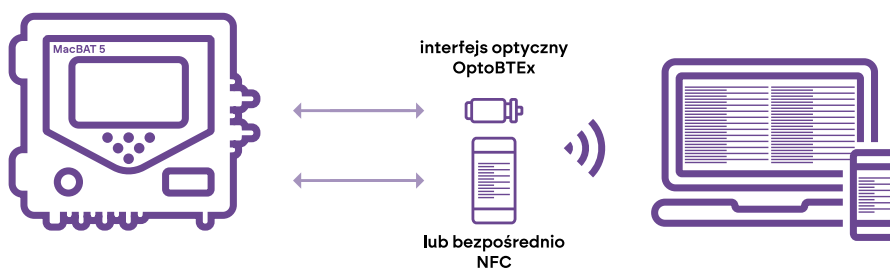 MacBAT 5
interfejs optyczny
OptoBTEx
lub bezpośrednio
NFC